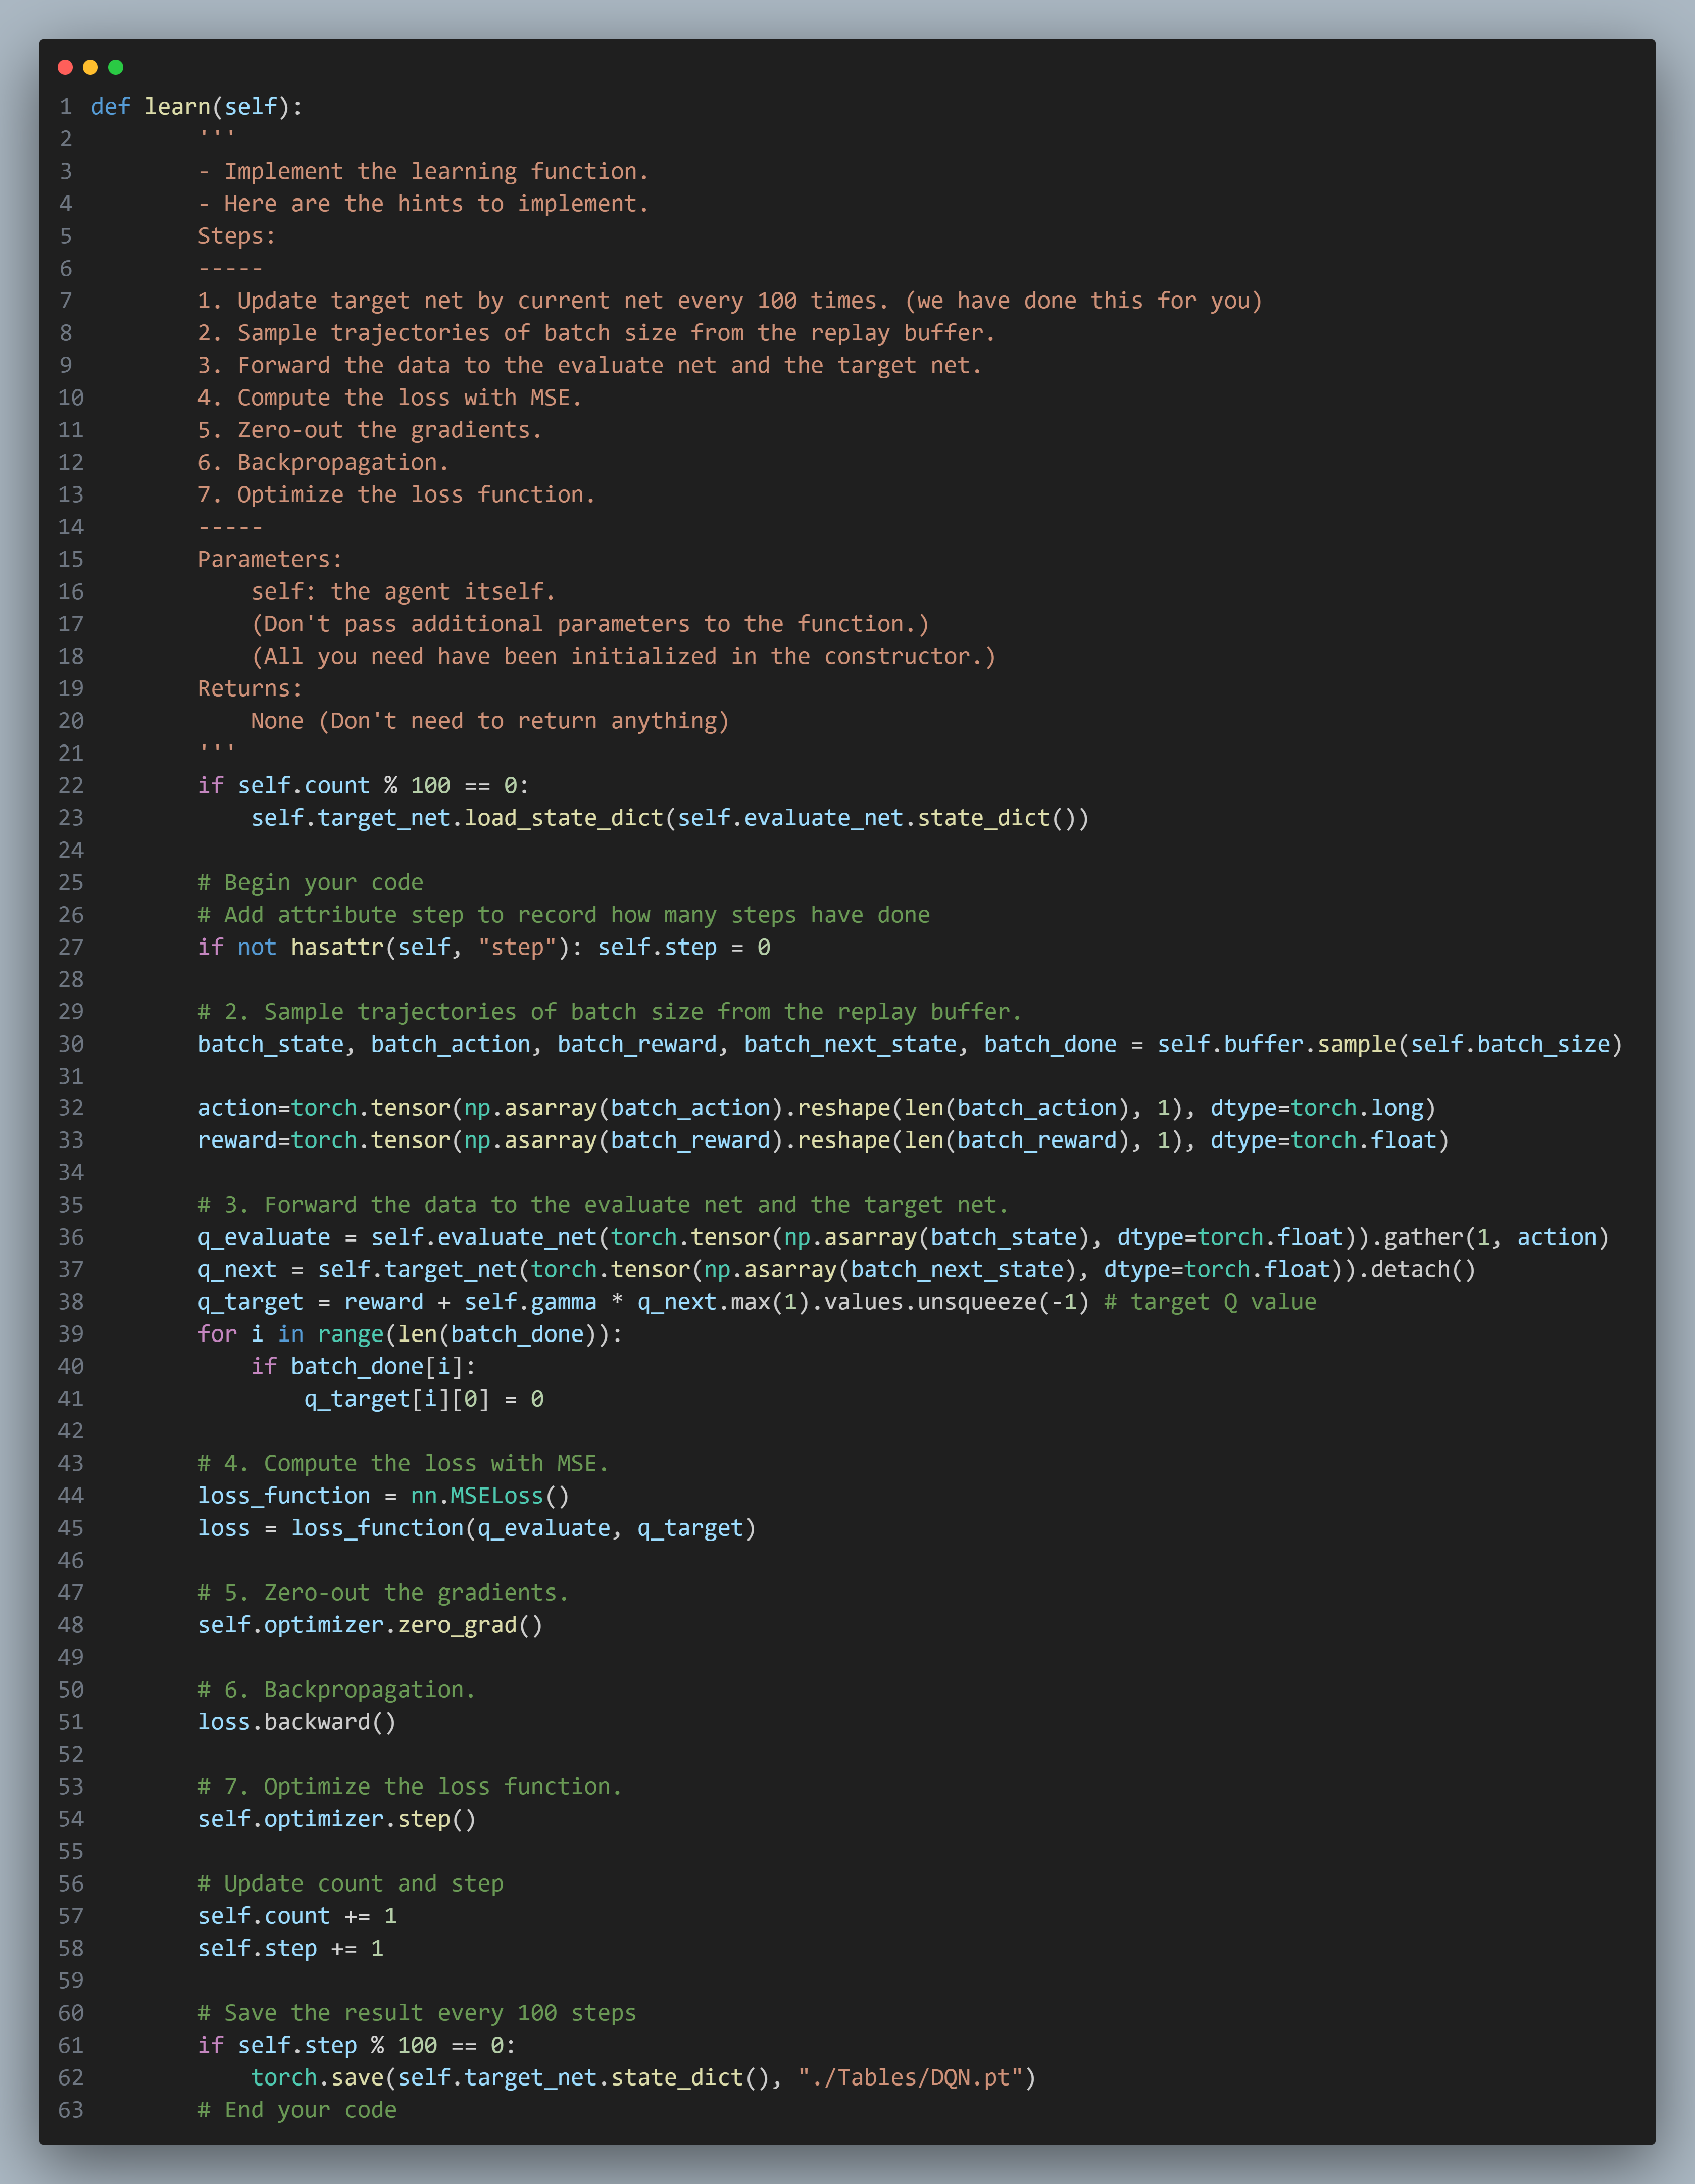 1 def learn(self):
2         '''
3         - Implement the learning function.
4         - Here are the hints to implement.
5         Steps:
6         -----
7         1. Update target net by current net every 100 times. (we have done this for you)
8         2. Sample trajectories of batch size from the replay buffer.
9         3. Forward the data to the evaluate net and the target net.
10         4. Compute the loss with MSE.
11         5. Zero-out the gradients.
12         6. Backpropagation.
13         7. Optimize the loss function.
14         -----
15         Parameters:
16             self: the agent itself.
17             (Don't pass additional parameters to the function.)
18             (All you need have been initialized in the constructor.)
19         Returns:
20             None (Don't need to return anything)
21         '''
22         if self.count % 100 == 0:
23             self.target_net.load_state_dict(self.evaluate_net.state_dict())
24
25         # Begin your code
26         # Add attribute step to record how many steps have done
27         if not hasattr(self, "step"): self.step = 0
28
29         # 2. Sample trajectories of batch size from the replay buffer.
30         batch_state, batch_action, batch_reward, batch_next_state, batch_done = self.buffer.sample(self.batch_size)
31
32         action=torch.tensor(np.asarray(batch_action).reshape(len(batch_action), 1), dtype=torch.long)
33         reward=torch.tensor(np.asarray(batch_reward).reshape(len(batch_reward), 1), dtype=torch.float)
34
35         # 3. Forward the data to the evaluate net and the target net.
36         q_evaluate = self.evaluate_net(torch.tensor(np.asarray(batch_state), dtype=torch.float)).gather(1, action)
37         q_next = self.target_net(torch.tensor(np.asarray(batch_next_state), dtype=torch.float)).detach()
38         q_target = reward + self.gamma * q_next.max(1).values.unsqueeze(-1) # target Q value
39         for i in range(len(batch_done)):
40             if batch_done[i]:
41                 q_target[i][0] = 0
42
43         # 4. Compute the loss with MSE.
44         loss_function = nn.MSELoss()
45         loss = loss_function(q_evaluate, q_target)
46
47         # 5. Zero-out the gradients.
48         self.optimizer.zero_grad()
49
50         # 6. Backpropagation.
51         loss.backward()
52
53         # 7. Optimize the loss function.
54         self.optimizer.step()
55
56         # Update count and step
57         self.count += 1
58         self.step += 1
59
60         # Save the result every 100 steps
61         if self.step % 100 == 0:
62             torch.save(self.target_net.state_dict(), "./Tables/DQN.pt")
63         # End your code